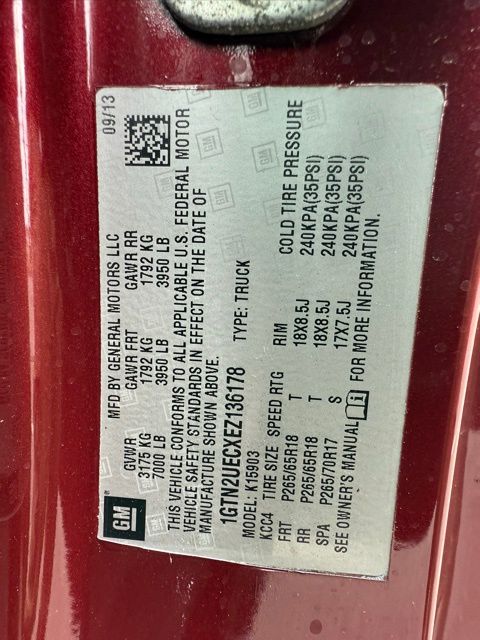 GM
MFD BY GENERAL MOTORS LLC 09/13
GVWR GAWR FRT GAWR RR
3175 KG 1792 KG 1792 KG
7000 LB 3950 LB 3950 LB
THIS VEHICLE CONFORMS TO ALL APPLICABLE U.S. FEDERAL MOTOR
VEHICLE SAFETY STANDARDS IN EFFECT ON THE DATE OF
MANUFACTURE SHOWN ABOVE.
1GTN2UECXEZ136178 TYPE: TRUCK
MODEL: K15903
KCC4 TIRE SIZE SPEED RTG RIM COLD TIRE PRESSURE
FRT P265/65R18 T 18X8.5J 240KPA(35PSI)
RR P265/65R18 T 18X8.5J 240KPA(35PSI)
SPA P265/70R17 S 17X7.5J 240KPA(35PSI)
SEE OWNER'S MANUAL i FOR MORE INFORMATION.